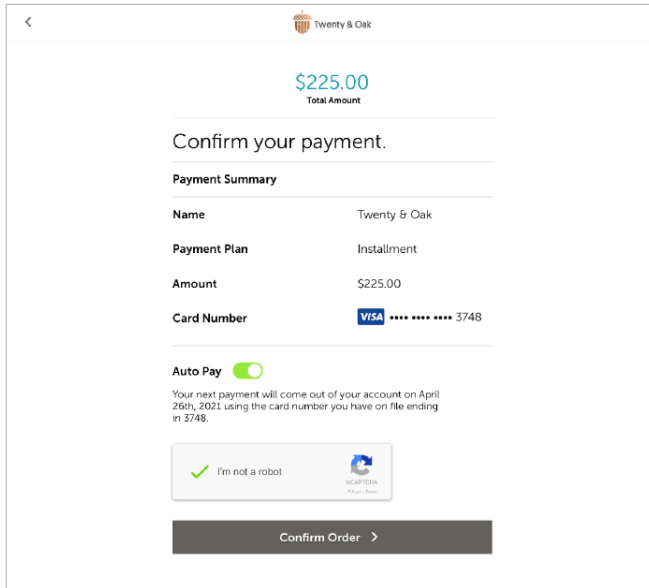 Twenty & Oak
$225.00
Total Amount
Confirm your payment.
Payment Summary
Name Twenty & Oak
Payment Plan Installment
Amount $225.00
Card Number VISA •••• •••• •••• 3748
Auto Pay
Your next payment will come out of your account on April
26th, 2021 using the card number you have on file ending
in 3748.
I'm not a robot
reCAPTCHA
Privacy - Terms
Confirm Order